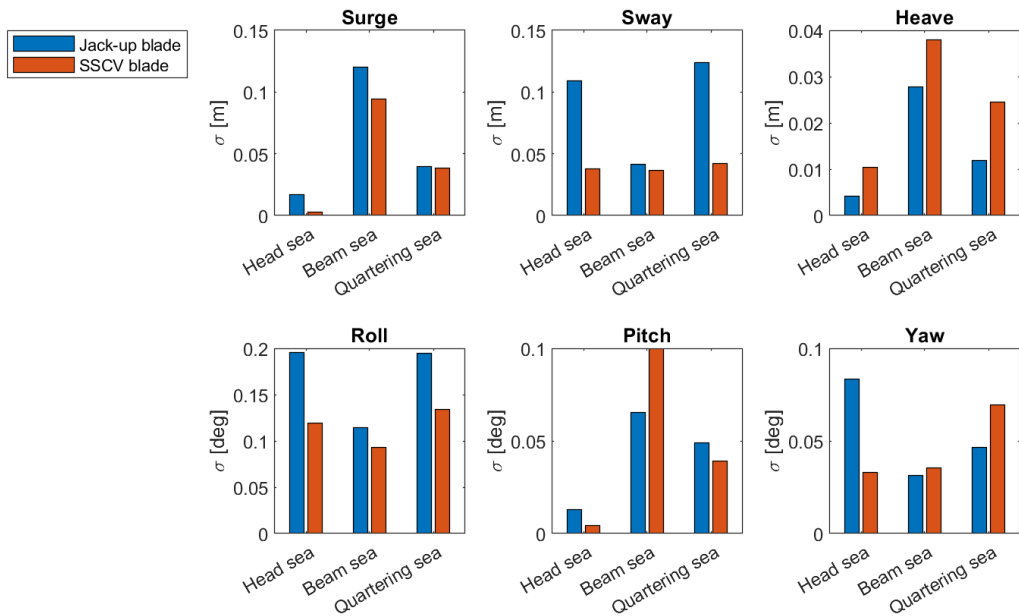 Jack-up blade
SSCV blade
Surge
0.15
0.1
0.05
0
σ [m]
Head sea
Beam sea
Quartering sea
Sway
0.15
0.1
0.05
0
σ [m]
Head sea
Beam sea
Quartering sea
Heave
0.04
0.03
0.02
0.01
0
σ [m]
Head sea
Beam sea
Quartering sea
Roll
0.2
0.15
0.1
0.05
0
σ [deg]
Head sea
Beam sea
Quartering sea
Pitch
0.1
0.05
0
σ [deg]
Head sea
Beam sea
Quartering sea
Yaw
0.1
0.05
0
σ [deg]
Head sea
Beam sea
Quartering sea